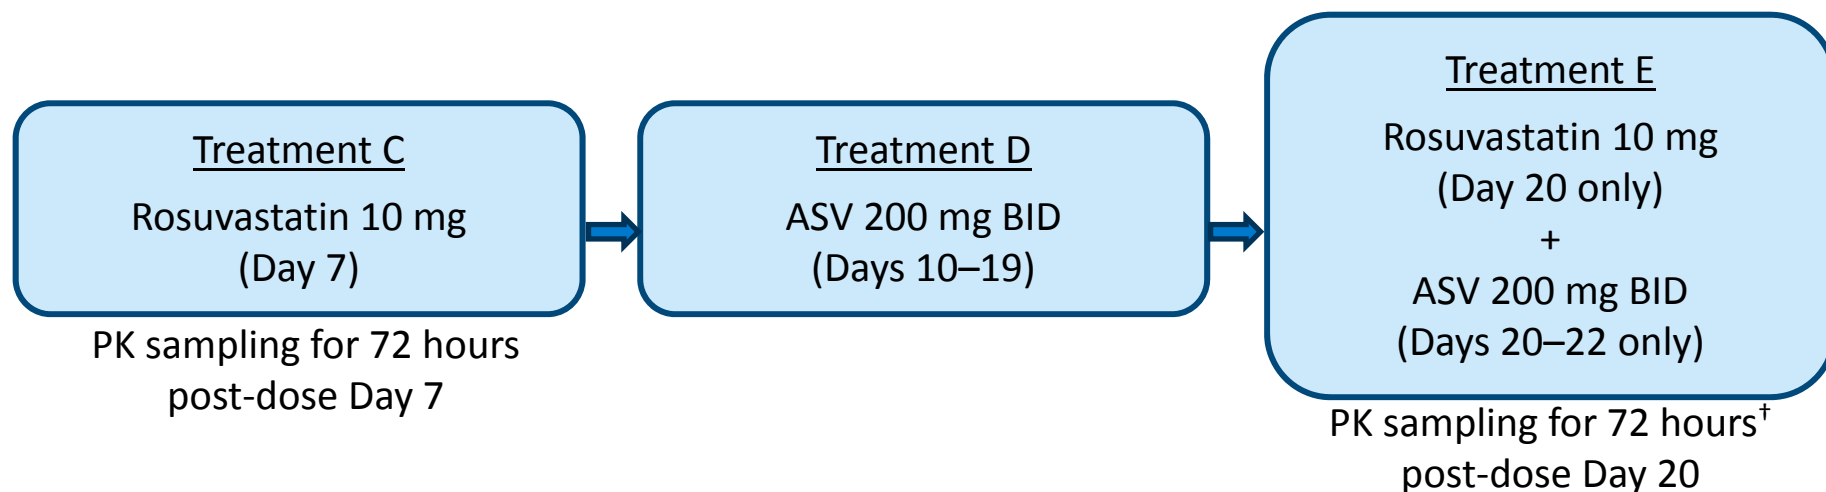 Treatment C
Rosuvastatin 10 mg
(Day 7)
PK sampling for 72 hours
post-dose Day 7
Treatment D
ASV 200 mg BID
(Days 10–19)
Treatment E
Rosuvastatin 10 mg
(Day 20 only)
+
ASV 200 mg BID
(Days 20–22 only)
PK sampling for 72 hours†
post-dose Day 20